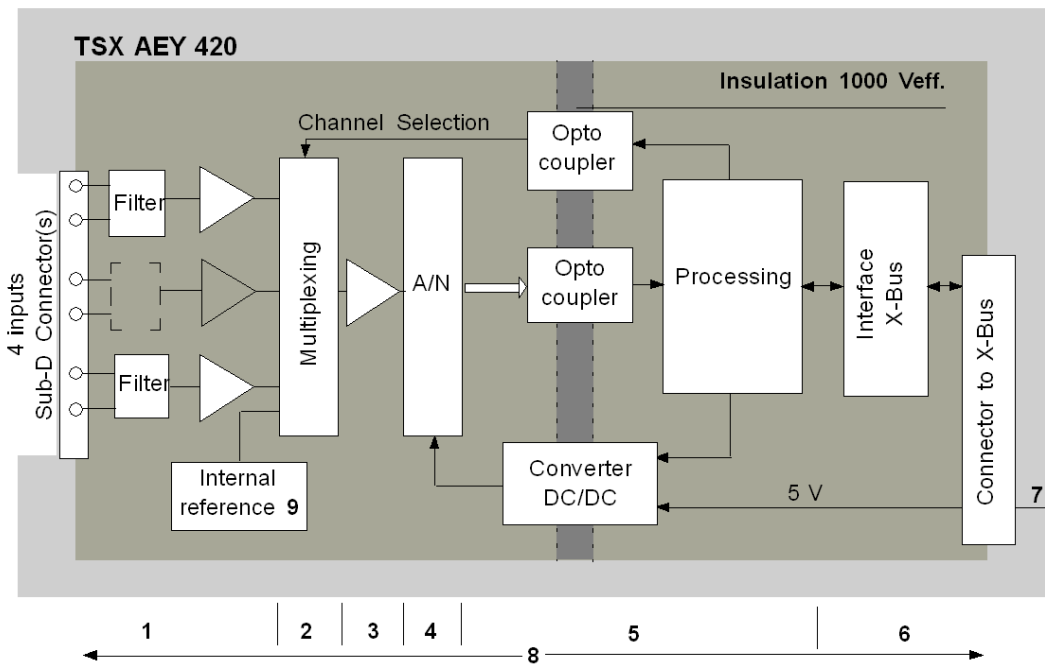 TSX AEY 420
Insulation 1000 Veff.
Channel Selection
Opto
coupler
4 inputs
Sub-D Connector(s)
Filter
Multiplexing
A/N
Opto
coupler
Processing
Interface
X-Bus
Connector to X-Bus
Filter
Internal
reference 9
Converter
DC/DC
5 V
7
1
2
3
4
5
6
8